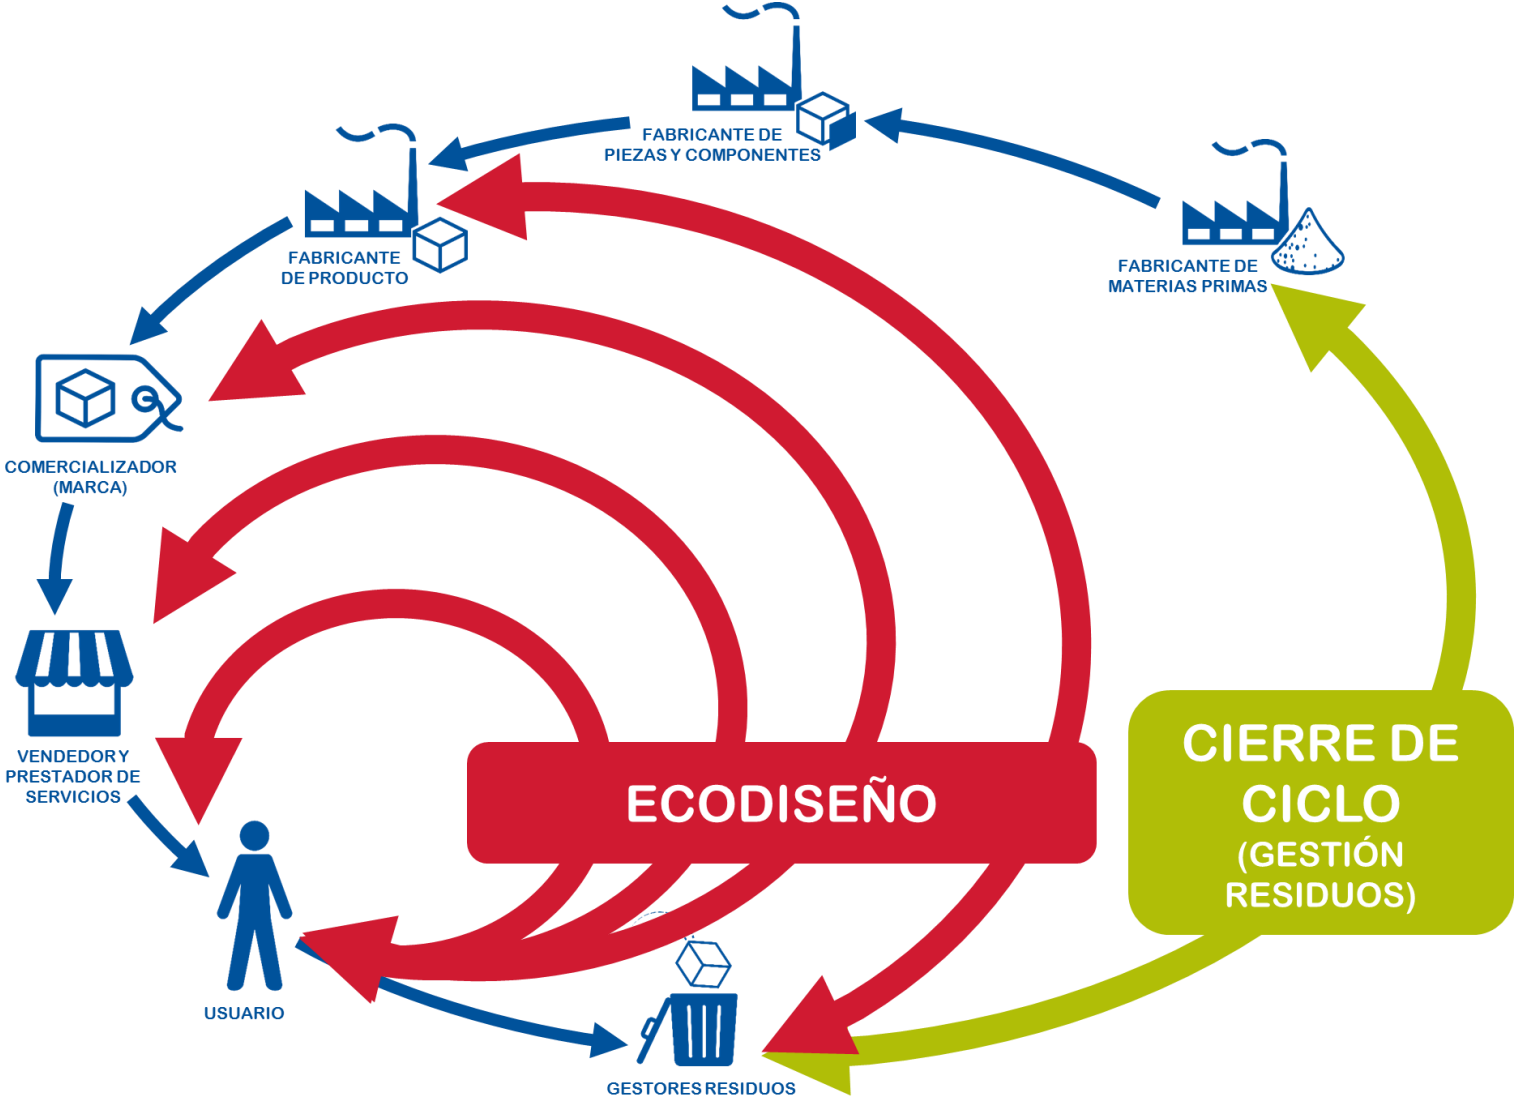 FABRICANTE DE
PIEZAS Y COMPONENTES
FABRICANTE
DE PRODUCTO
FABRICANTE DE
MATERIAS PRIMAS
COMERCIALIZADOR
(MARCA)
VENDEDOR Y
PRESTADOR DE
SERVICIOS
ECODISEÑO
CIERRE DE
CICLO
(GESTIÓN
RESIDUOS)
USUARIO
GESTORES RESIDUOS